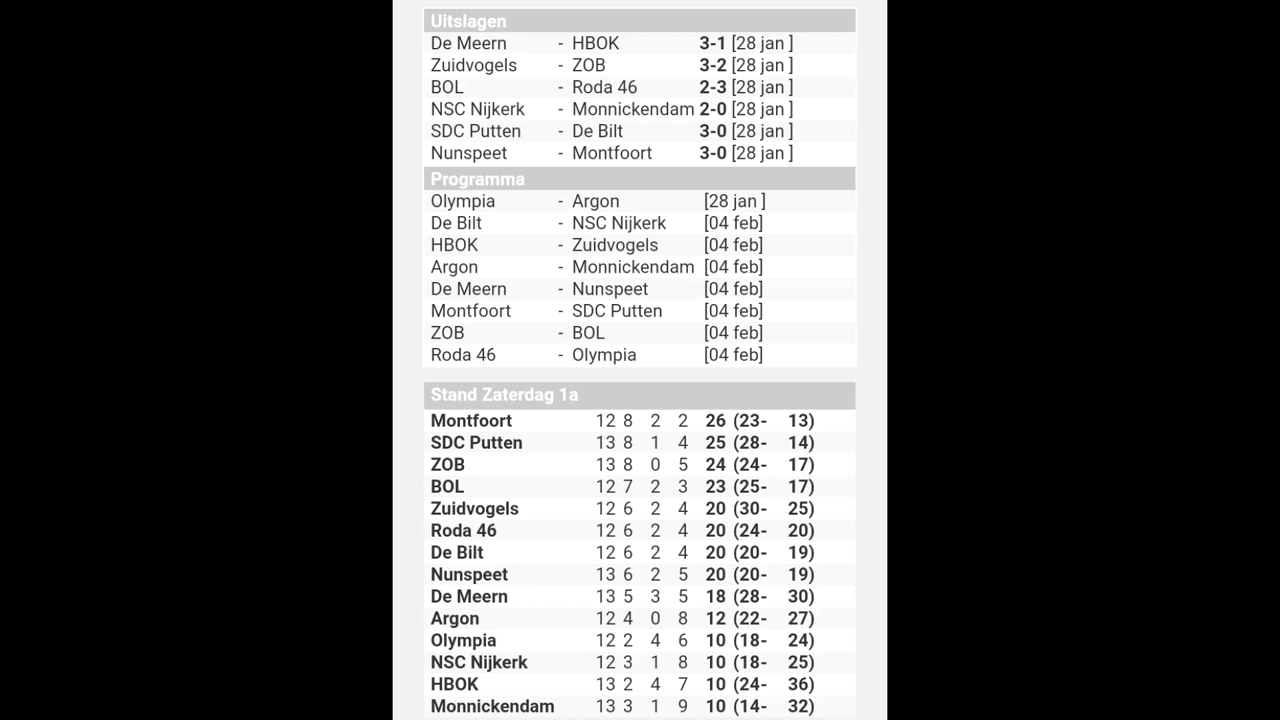 Uitslagen
De Meern - HBOK 3-1 [28 jan ]
Zuidvogels - ZOB 3-2 [28 jan ]
BOL - Roda 46 2-3 [28 jan ]
NSC Nijkerk - Monnickendam 2-0 [28 jan ]
SDC Putten - De Bilt 3-0 [28 jan ]
Nunspeet - Montfoort 3-0 [28 jan ]
Programma
Olympia - Argon [28 jan ]
De Bilt - NSC Nijkerk [04 feb]
HBOK - Zuidvogels [04 feb]
Argon - Monnickendam [04 feb]
De Meern - Nunspeet [04 feb]
Montfoort - SDC Putten [04 feb]
ZOB - BOL [04 feb]
Roda 46 - Olympia [04 feb]
Stand Zaterdag 1a
Montfoort 12 8 2 2 26 (23- 13)
SDC Putten 13 8 1 4 25 (28- 14)
ZOB 13 8 0 5 24 (24- 17)
BOL 12 7 2 3 23 (25- 17)
Zuidvogels 12 6 2 4 20 (30- 25)
Roda 46 12 6 2 4 20 (24- 20)
De Bilt 12 6 2 4 20 (20- 19)
Nunspeet 13 6 2 5 20 (20- 19)
De Meern 13 5 3 5 18 (28- 30)
Argon 12 4 0 8 12 (22- 27)
Olympia 12 2 4 6 10 (18- 24)
NSC Nijkerk 12 3 1 8 10 (18- 25)
HBOK 13 2 4 7 10 (24- 36)
Monnickendam 13 3 1 9 10 (14- 32)